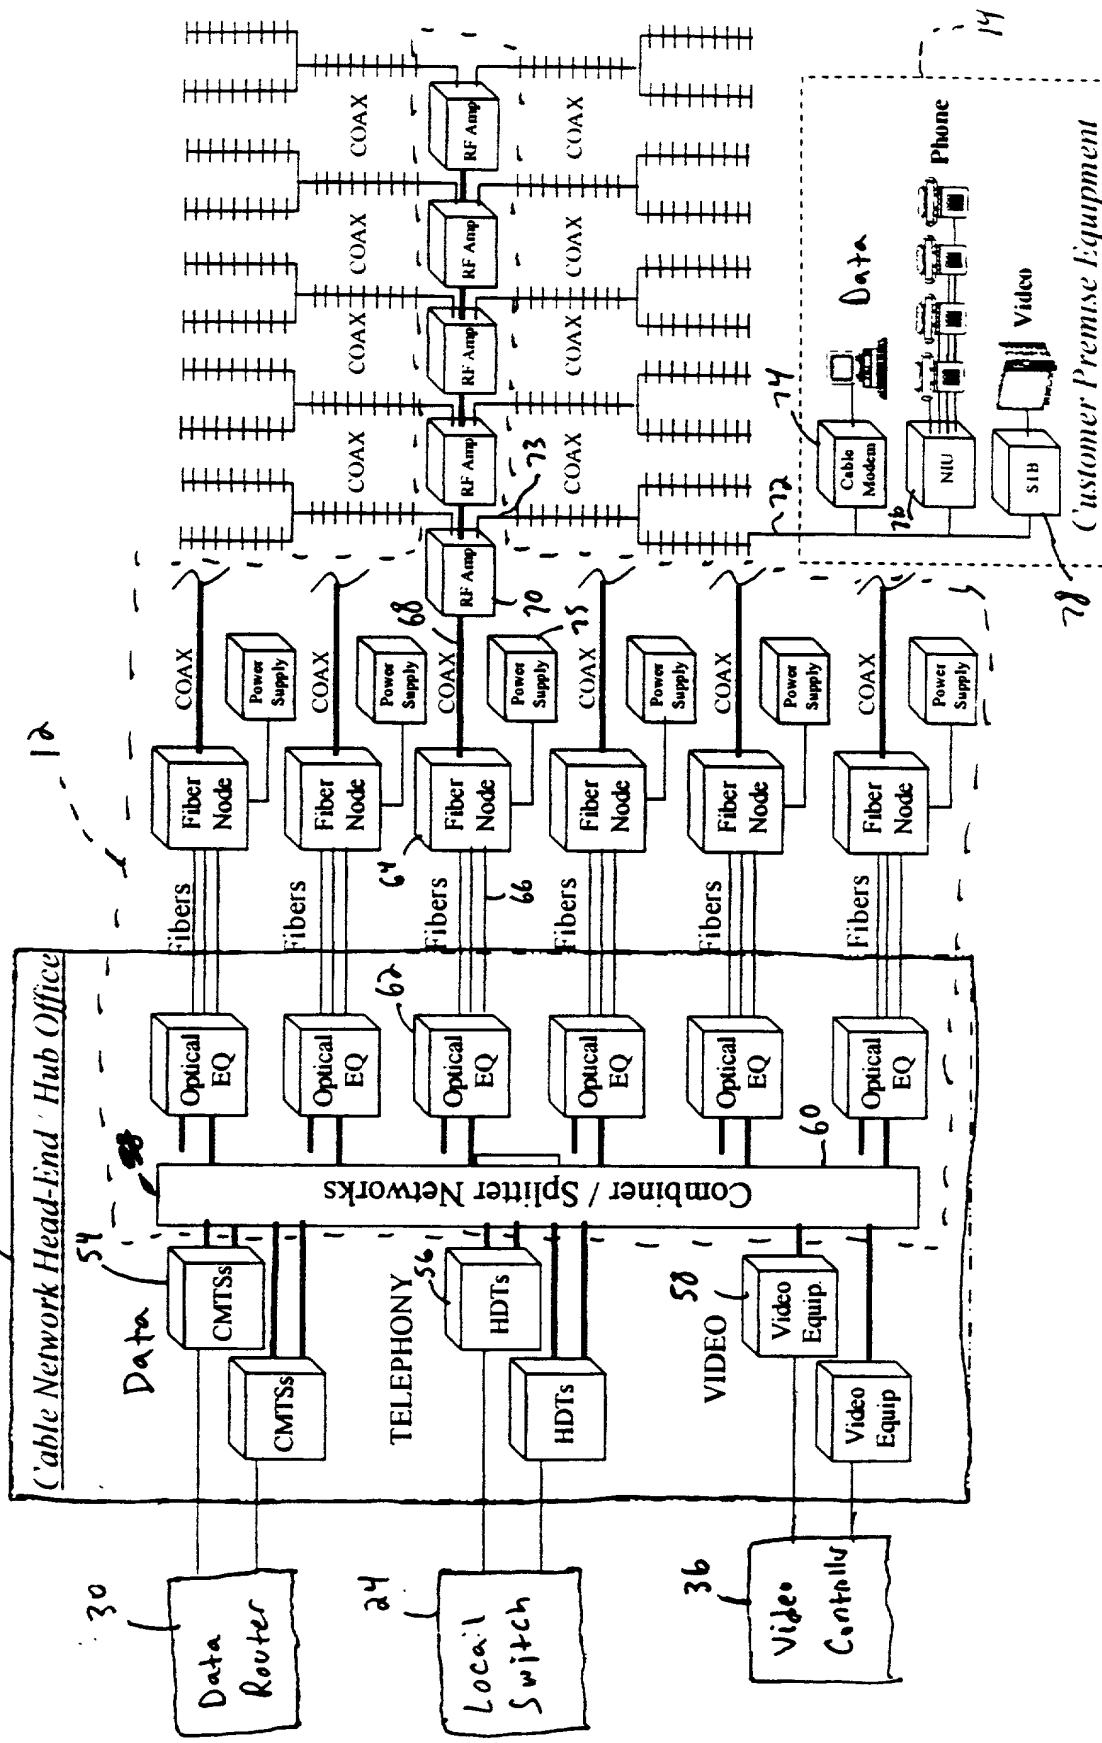 Cable Network Head-End Hub Office
30
Data
Router
24
Locail
Switch
36
Video
Data
54
CMTSs
CMTSs
TELEPHONY
56
HDTs
HDTs
VIDEO
58
Video
Equip.
Video
Equip
Combiner / Splitter Networks
60
Optical
EQ
Optical
EQ
62
Optical
EQ
Optical
EQ
Optical
EQ
Optical
EQ
12
Fibers
Fibers
Fibers
66
Fibers
Fibers
Fibers
Fiber
Node
Fiber
Node
64
Fiber
Node
Fiber
Node
Fiber
Node
Fiber
Node
COAX
Power
Supply
COAX
Power
Supply
COAX
68
Power
Supply
75
COAX
Power
Supply
COAX
Power
Supply
COAX
Power
Supply
70
RF Amp
RF Amp
RF Amp
RF Amp
RF Amp
73
COAX
COAX
COAX
COAX
COAX
COAX
COAX
COAX
72
14
74
Cable
Modem
Data
76
NIU
Phone
78
STB
Video
Customer Premise Equipment